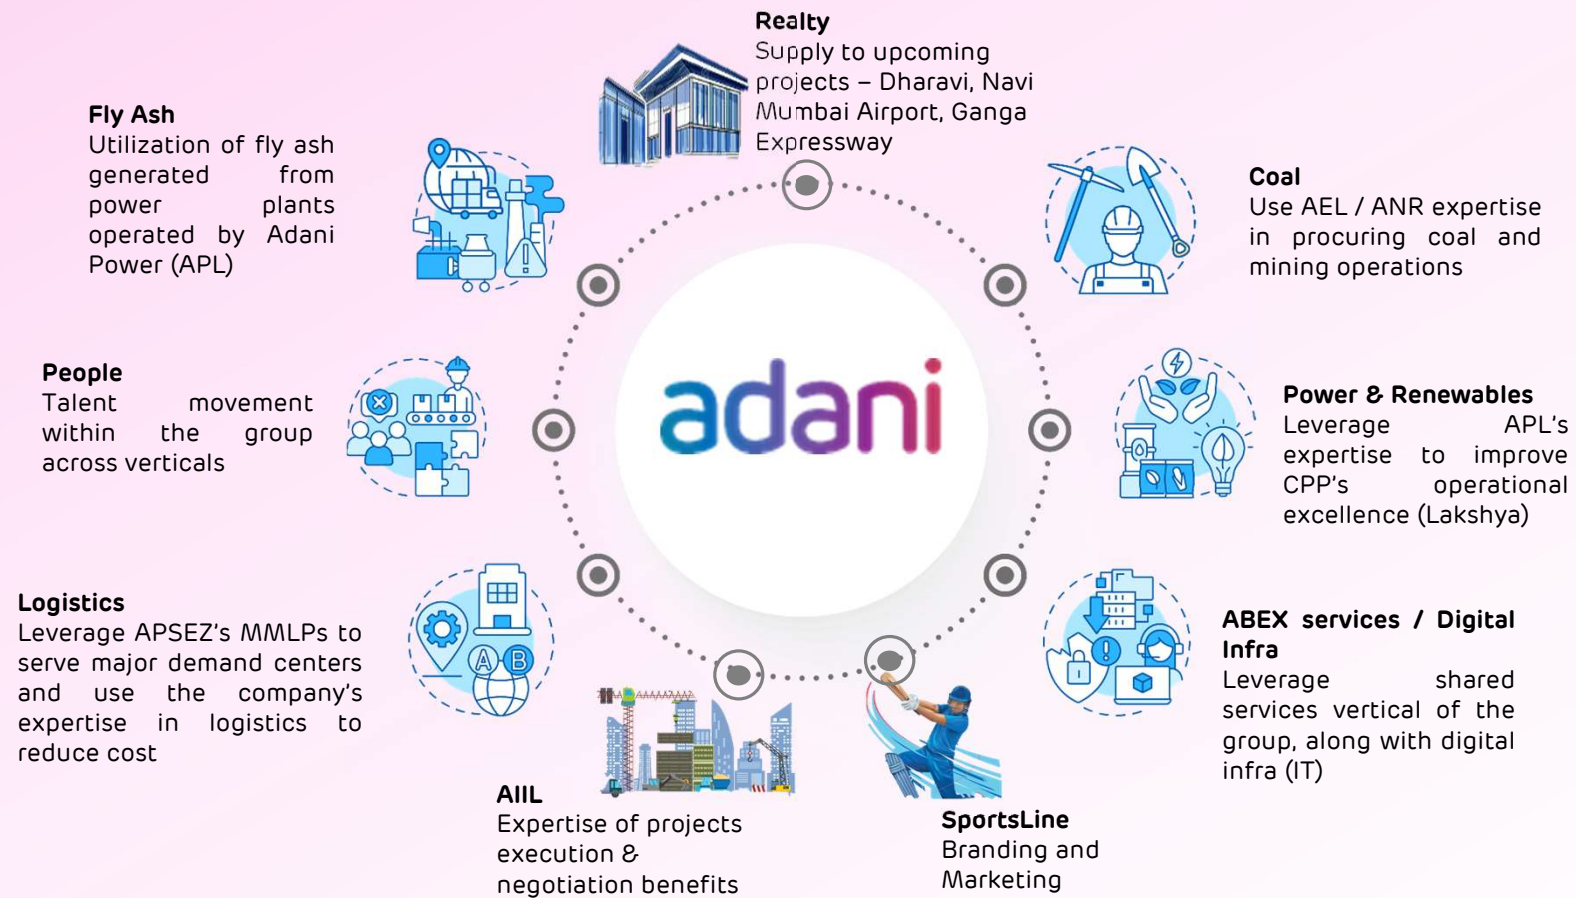 Realty
Supply to upcoming
projects – Dharavi, Navi
Mumbai Airport, Ganga
Expressway
Fly Ash
Utilization of fly ash
generated from
power plants
operated by Adani
Power (APL)
Coal
Use AEL / ANR expertise
in procuring coal and
mining operations
adani
People
Talent movement
within the group
across verticals
Power & Renewables
Leverage APL's
expertise to improve
CPP's operational
excellence (Lakshya)
Logistics
Leverage APSEZ's MMLPs to
serve major demand centers
and use the company's
expertise in logistics to
reduce cost
A B
ABEX services / Digital
Infra
Leverage shared
services vertical of the
group, along with digital
infra (IT)
AIIL
Expertise of projects
execution &
negotiation benefits
SportsLine
Branding and
Marketing